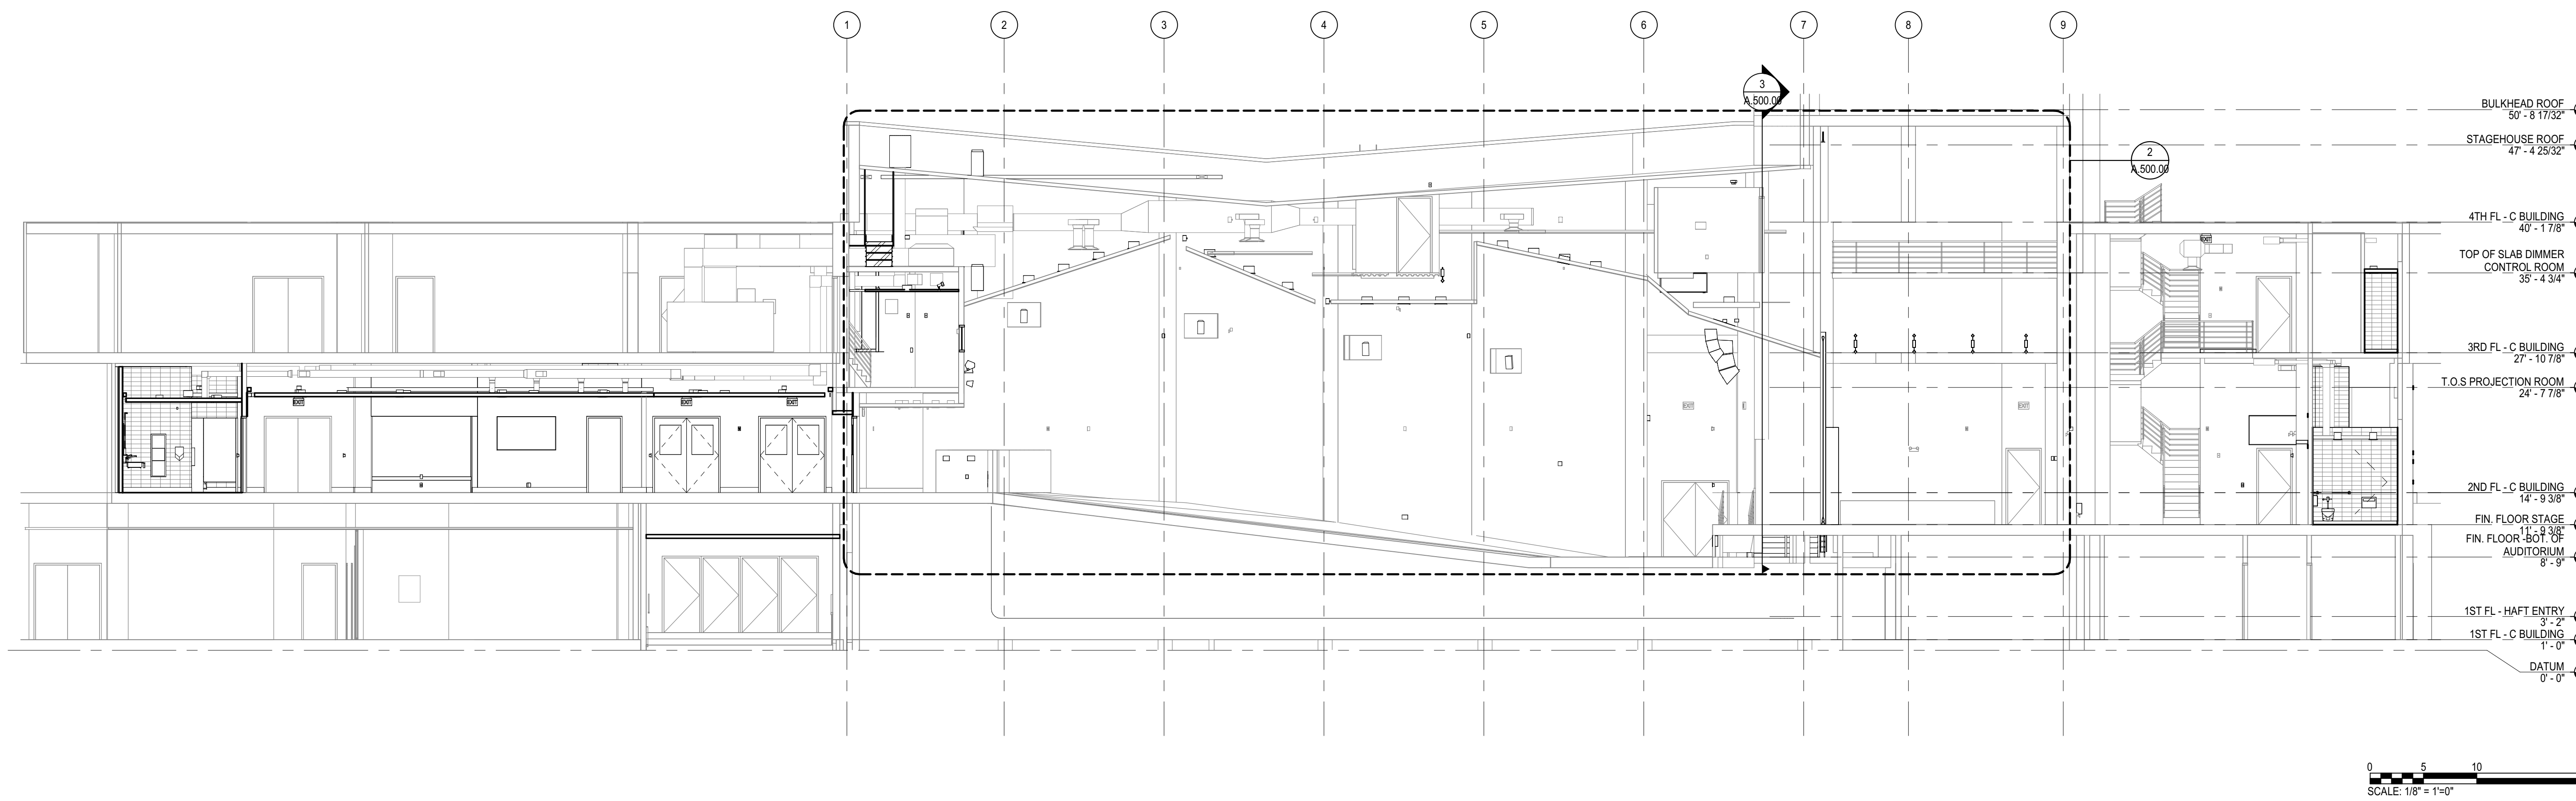 1
2
3
4
5
6
7
8
9
3
A.500.00
BULKHEAD ROOF
50' - 8 17/32"
STAGEHOUSE ROOF
47' - 4 25/32"
2
A.500.00
4TH FL - C BUILDING
40' - 1 7/8"
EXIT
TOP OF SLAB DIMMER
CONTROL ROOM
35' - 4 3/4"
3RD FL - C BUILDING
27' - 10 7/8"
T.O.S PROJECTION ROOM
24' - 7 7/8"
EXIT
EXIT
EXIT
EXIT
EXIT
2ND FL - C BUILDING
14' - 9 3/8"
FIN. FLOOR STAGE
11' - 9 3/8"
FIN. FLOOR -BOT. OF
AUDITORIUM
8' - 9"
1ST FL - HAFT ENTRY
3' - 2"
1ST FL - C BUILDING
1' - 0"
DATUM
0' - 0"
0 5 10
SCALE: 1/8" = 1'=0"